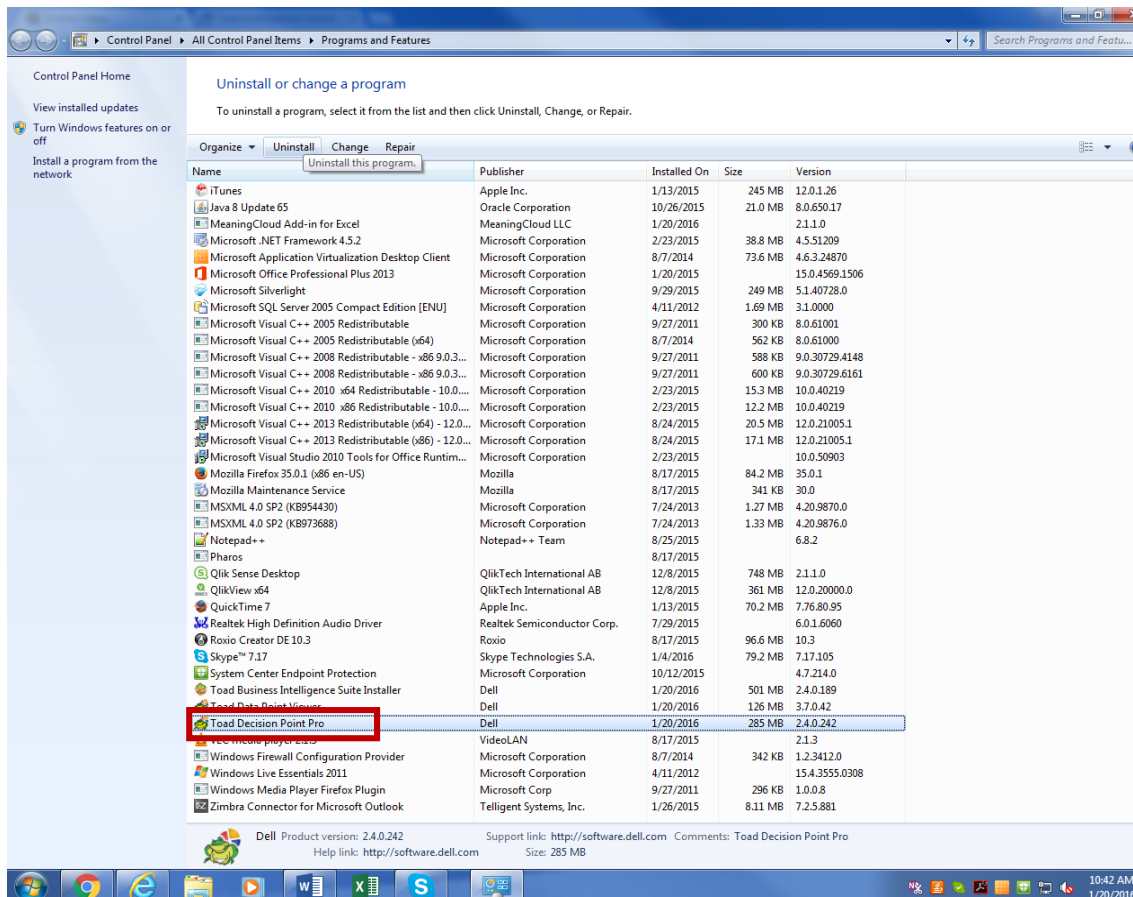 Control Panel ▸ All Control Panel Items ▸ Programs and Features
Search Programs and Featu...
Control Panel Home
View installed updates
Turn Windows features on or
off
Install a program from the
network
Uninstall or change a program
To uninstall a program, select it from the list and then click Uninstall, Change, or Repair.
Organize Uninstall Change Repair
Uninstall this program.
Name Publisher Installed On Size Version
iTunes Apple Inc. 1/13/2015 245 MB 12.0.1.26
Java 8 Update 65 Oracle Corporation 10/26/2015 21.0 MB 8.0.650.17
MeaningCloud Add-in for Excel MeaningCloud LLC 1/20/2016 2.1.1.0
Microsoft .NET Framework 4.5.2 Microsoft Corporation 2/23/2015 38.8 MB 4.5.51209
Microsoft Application Virtualization Desktop Client Microsoft Corporation 8/7/2014 73.6 MB 4.6.3.24870
Microsoft Office Professional Plus 2013 Microsoft Corporation 1/20/2015 15.0.4569.1506
Microsoft Silverlight Microsoft Corporation 9/29/2015 249 MB 5.1.40728.0
Microsoft SQL Server 2005 Compact Edition [ENU] Microsoft Corporation 4/11/2012 1.69 MB 3.1.0000
Microsoft Visual C++ 2005 Redistributable Microsoft Corporation 9/27/2011 300 KB 8.0.61001
Microsoft Visual C++ 2005 Redistributable (x64) Microsoft Corporation 8/7/2014 562 KB 8.0.61000
Microsoft Visual C++ 2008 Redistributable - x86 9.0.3... Microsoft Corporation 9/27/2011 588 KB 9.0.30729.4148
Microsoft Visual C++ 2008 Redistributable - x86 9.0.3... Microsoft Corporation 9/27/2011 600 KB 9.0.30729.6161
Microsoft Visual C++ 2010 x64 Redistributable - 10.0.... Microsoft Corporation 2/23/2015 15.3 MB 10.0.40219
Microsoft Visual C++ 2010 x86 Redistributable - 10.0.... Microsoft Corporation 2/23/2015 12.2 MB 10.0.40219
Microsoft Visual C++ 2013 Redistributable (x64) - 12.0... Microsoft Corporation 8/24/2015 20.5 MB 12.0.21005.1
Microsoft Visual C++ 2013 Redistributable (x86) - 12.0... Microsoft Corporation 8/24/2015 17.1 MB 12.0.21005.1
Microsoft Visual Studio 2010 Tools for Office Runtim... Microsoft Corporation 2/23/2015 10.0.50903
Mozilla Firefox 35.0.1 (x86 en-US) Mozilla 8/17/2015 84.2 MB 35.0.1
Mozilla Maintenance Service Mozilla 8/17/2015 341 KB 30.0
MSXML 4.0 SP2 (KB954430) Microsoft Corporation 7/24/2013 1.27 MB 4.20.9870.0
MSXML 4.0 SP2 (KB973688) Microsoft Corporation 7/24/2013 1.33 MB 4.20.9876.0
Notepad++ Notepad++ Team 8/25/2015 6.8.2
Pharos 8/17/2015
Qlik Sense Desktop QlikTech International AB 12/8/2015 748 MB 2.1.1.0
QlikView x64 QlikTech International AB 12/8/2015 361 MB 12.0.20000.0
QuickTime 7 Apple Inc. 1/13/2015 70.2 MB 7.76.80.95
Realtek High Definition Audio Driver Realtek Semiconductor Corp. 7/29/2015 6.0.1.6060
Roxio Creator DE 10.3 Roxio 8/17/2015 96.6 MB 10.3
Skype™ 7.17 Skype Technologies S.A. 1/4/2016 79.2 MB 7.17.105
System Center Endpoint Protection Microsoft Corporation 10/12/2015 4.7.214.0
Toad Business Intelligence Suite Installer Dell 1/20/2016 501 MB 2.4.0.189
Toad Data Point Viewer Dell 1/20/2016 126 MB 3.7.0.42
Toad Decision Point Pro Dell 1/20/2016 285 MB 2.4.0.242
VLC media player 2.1.3 VideoLAN 8/17/2015 2.1.3
Windows Firewall Configuration Provider Microsoft Corporation 8/7/2014 342 KB 1.2.3412.0
Windows Live Essentials 2011 Microsoft Corporation 4/11/2012 15.4.3555.0308
Windows Media Player Firefox Plugin Microsoft Corp 9/27/2011 296 KB 1.0.0.8
Zimbra Connector for Microsoft Outlook Telligent Systems, Inc. 1/26/2015 8.11 MB 7.2.5.881
Dell Product version: 2.4.0.242 Support link: http://software.dell.com Comments: Toad Decision Point Pro
Help link: http://software.dell.com Size: 285 MB
10:42 AM
1/20/2016